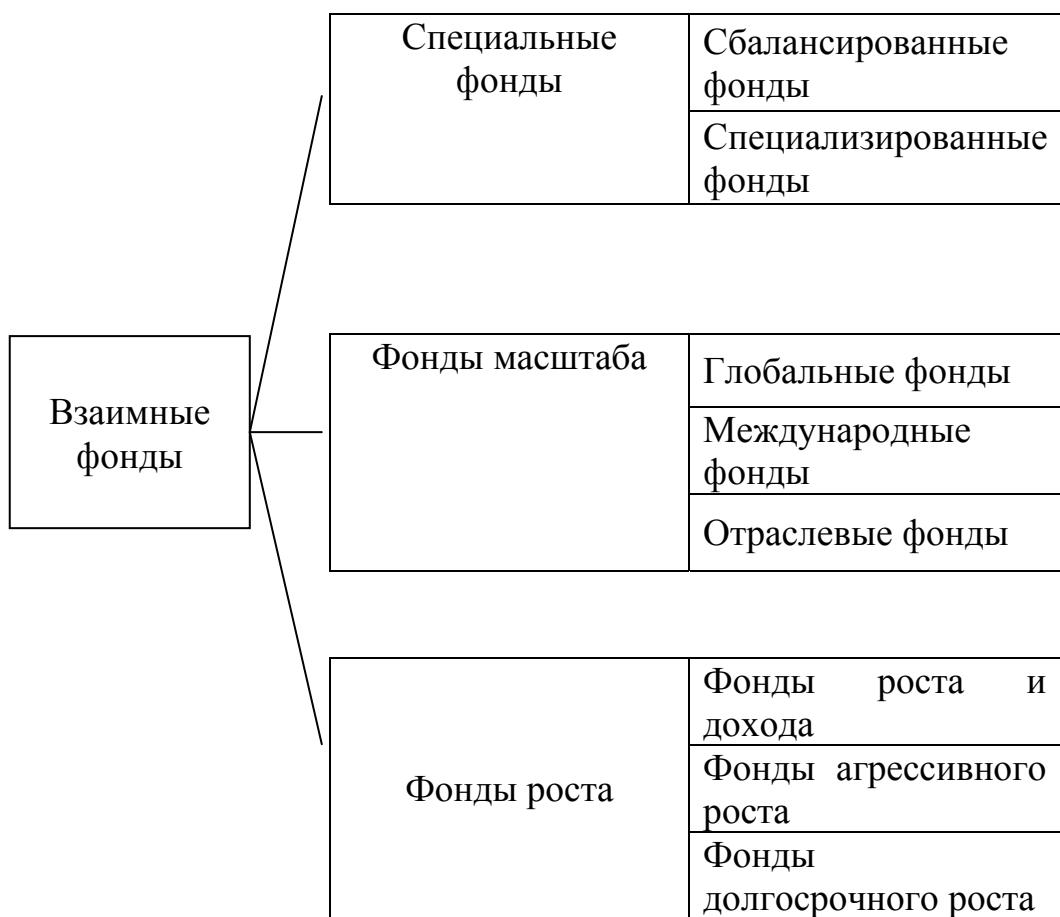 Специальные
фонды
Сбалансированные
фонды
Специализированные
фонды
Взаимные
фонды
Фонды масштаба
Глобальные фонды
Международные
фонды
Отраслевые фонды
Фонды роста
Фонды роста и
дохода
Фонды агрессивного
роста
Фонды
долгосрочного роста